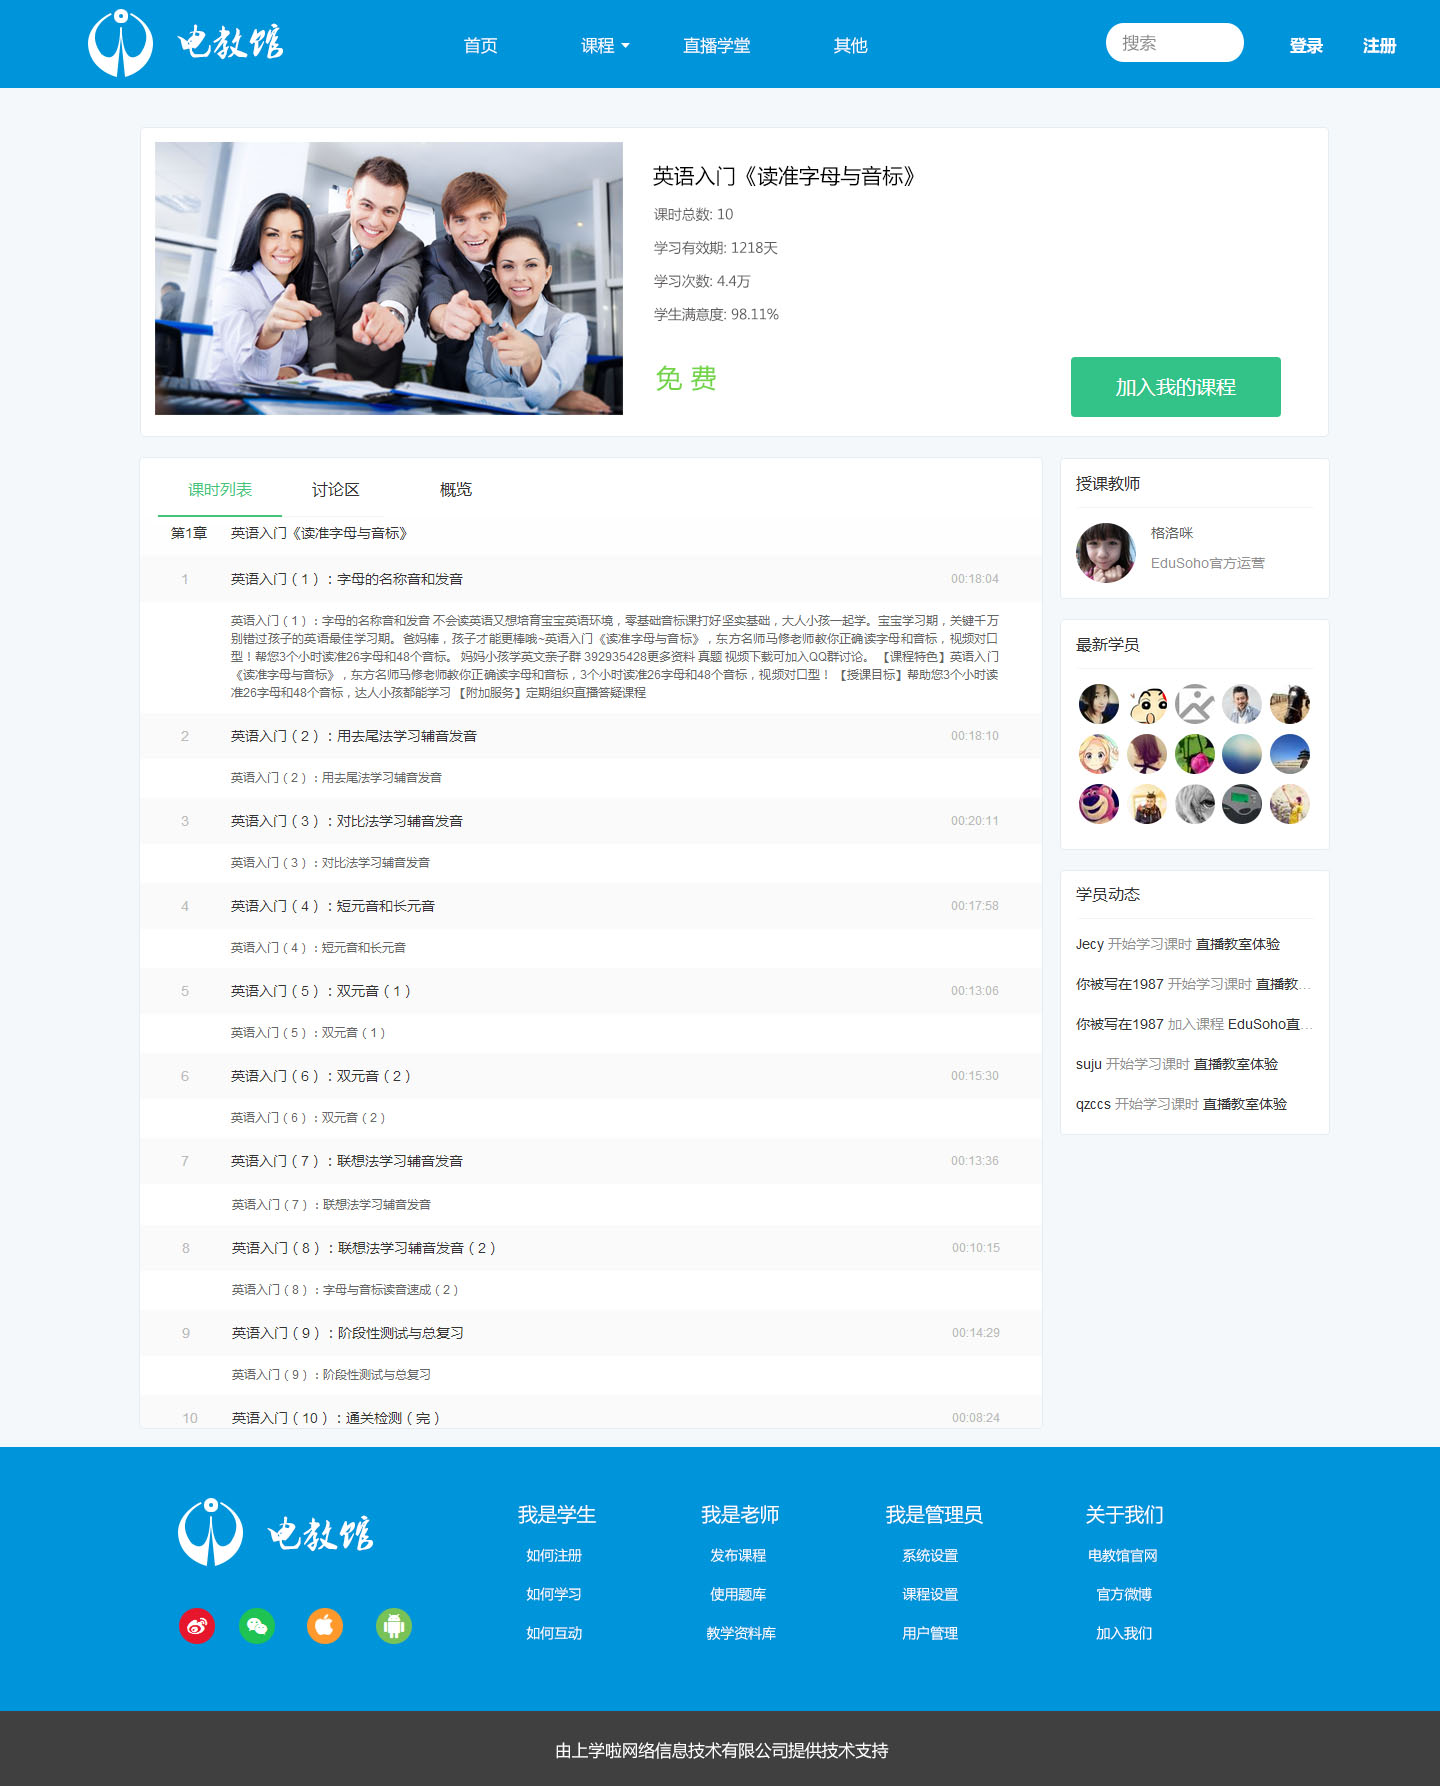 电教馆
首页
课程
直播学堂
其他
搜索
登录
注册
英语入门《读准字母与音标》
课时总数: 10
学习有效期: 1218天
学习次数: 4.4万
学生满意度: 98.11%
免 费
加入我的课程
课时列表
讨论区
概览
第1章 英语入门《读准字母与音标》
1 英语入门（1）：字母的名称音和发音 00:18:04
英语入门（1）：字母的名称音和发音 不会读英语又想培育宝宝英语环境，零基础音标课打好坚实基础，大人小孩一起学。宝宝学习期，关键千万
别错过孩子的英语最佳学习期。爸妈棒，孩子才能更棒哦~英语入门《读准字母与音标》，东方名师马修老师教你正确读字母和音标，视频对口
型！帮您3个小时读准26字母和48个音标。 妈妈小孩学英文亲子群 392935428更多资料 真题 视频下载可加入QQ群讨论。 【课程特色】英语入门
《读准字母与音标》，东方名师马修老师教你正确读字母和音标，3个小时读准26字母和48个音标，视频对口型！ 【授课目标】帮助您3个小时读
准26字母和48个音标，达人小孩都能学习 【附加服务】定期组织直播答疑课程
2 英语入门（2）：用去尾法学习辅音发音 00:18:10
英语入门（2）：用去尾法学习辅音发音
3 英语入门（3）：对比法学习辅音发音 00:20:11
英语入门（3）：对比法学习辅音发音
4 英语入门（4）：短元音和长元音 00:17:58
英语入门（4）：短元音和长元音
5 英语入门（5）：双元音（1） 00:13:06
英语入门（5）：双元音（1）
6 英语入门（6）：双元音（2） 00:15:30
英语入门（6）：双元音（2）
7 英语入门（7）：联想法学习辅音发音 00:13:36
英语入门（7）：联想法学习辅音发音
8 英语入门（8）：联想法学习辅音发音（2） 00:10:15
英语入门（8）：字母与音标读音速成（2）
9 英语入门（9）：阶段性测试与总复习 00:14:29
英语入门（9）：阶段性测试与总复习
10 英语入门（10）：通关检测（完） 00:08:24
授课教师
格洛咪
EduSoho官方运营
最新学员
学员动态
Jecy 开始学习课时 直播教室体验
你被写在1987 开始学习课时 直播教...
你被写在1987 加入课程 EduSoho直...
suju 开始学习课时 直播教室体验
qzccs 开始学习课时 直播教室体验
电教馆
我是学生
如何注册
如何学习
如何互动
我是老师
发布课程
使用题库
教学资料库
我是管理员
系统设置
课程设置
用户管理
关于我们
电教馆官网
官方微博
加入我们
由上学啦网络信息技术有限公司提供技术支持